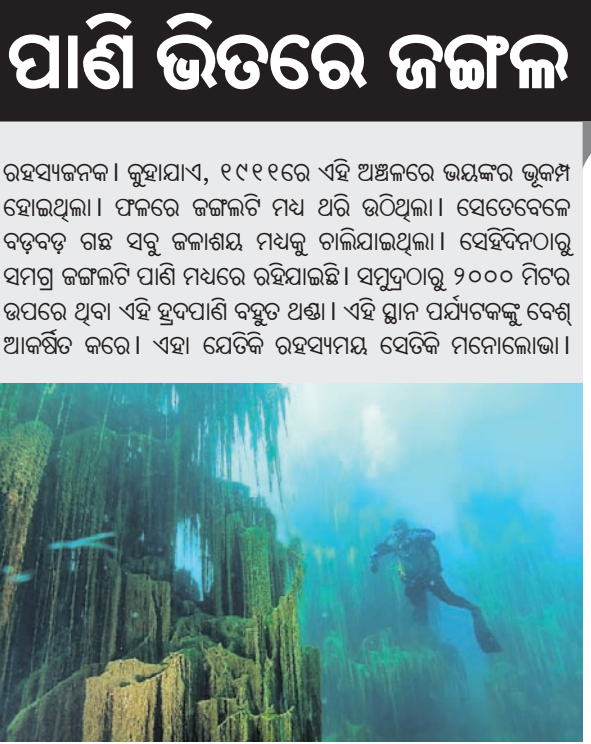 ପାଣି ଭିତରେ ଜଙ୍ଗଲ
ରହସ୍ୟଜନକ। କୁହାଯାଏ, ୧୯୧୧ରେ ଏହି ଅଞ୍ଚଳରେ ଭୟଙ୍କର ଭୂକମ୍ପ
ହୋଇଥିଲା। ଫଳରେ ଜଙ୍ଗଲଟି ମଧ୍ୟ ଥରି ଉଠିଥିଲା। ସେତେବେଳେ
ବଡ଼ବଡ଼ ଗଛ ସବୁ ଜଳାଶୟ ମଧ୍ୟକୁ ଚାଲିଯାଇଥିଲା। ସେହିଦିନଠାରୁ
ସମଗ୍ର ଜଙ୍ଗଲଟି ପାଣି ମଧ୍ୟରେ ରହିଯାଇଛି। ସମୁଦ୍ରଠାରୁ ୨୦୦୦ ମିଟର
ଉପରେ ଥିବା ଏହି ହ୍ରଦପାଣି ବହୁତ ଥଣ୍ଡା। ଏହି ସ୍ଥାନ ପର୍ଯ୍ୟଟକଙ୍କୁ ବେଶ୍
ଆକର୍ଷିତ କରେ। ଏହା ଯେତିକି ରହସ୍ୟମୟ ସେତିକି ମନୋଲୋଭା।